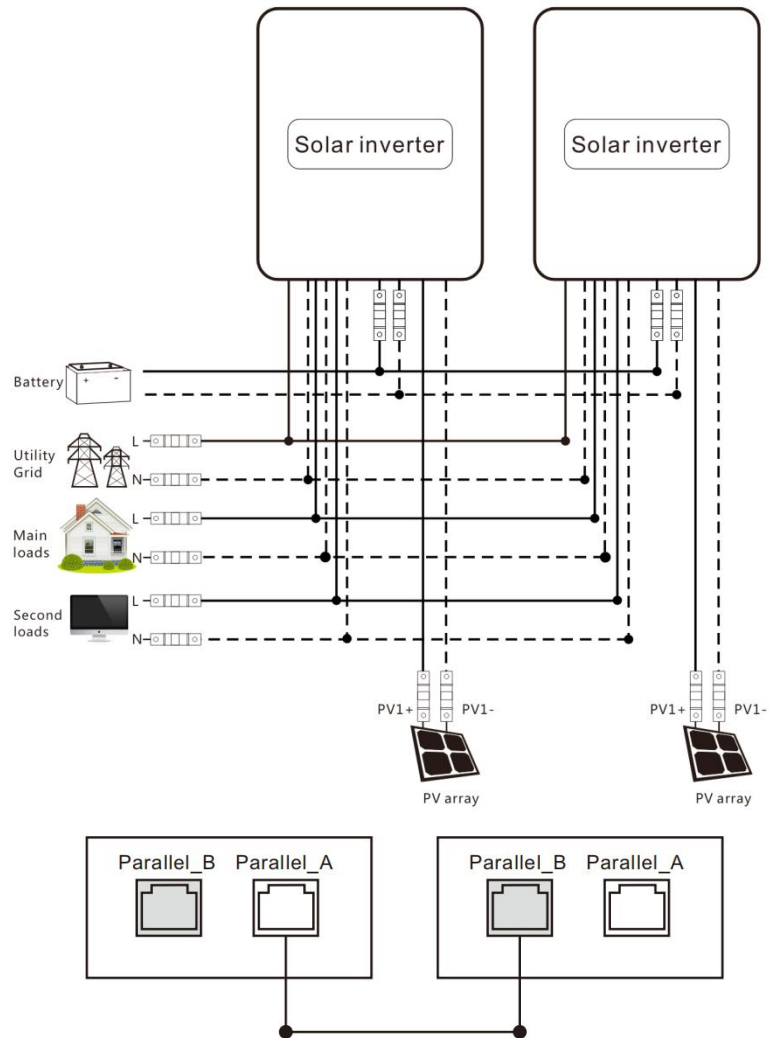 Solar inverter
Solar inverter
Battery
+ -
Utility
Grid
L
N
Main
loads
L
N
Second
loads
L
N
PV1+
PV1-
PV1+
PV1-
PV array
PV array
Parallel_B
Parallel_A
Parallel_B
Parallel_A